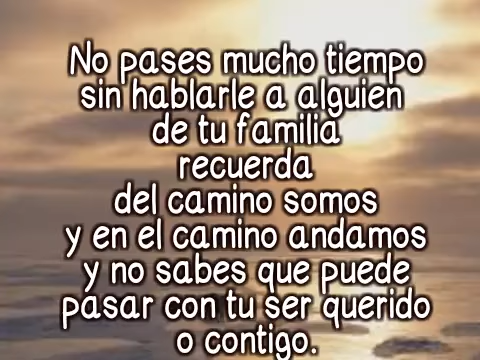 No pases mucho tiempo
sin hablarle a alguien
de tu familia
recuerda
del camino somos
y en el camino andamos
y no sabes que puede
pasar con tu ser querido
o contigo.